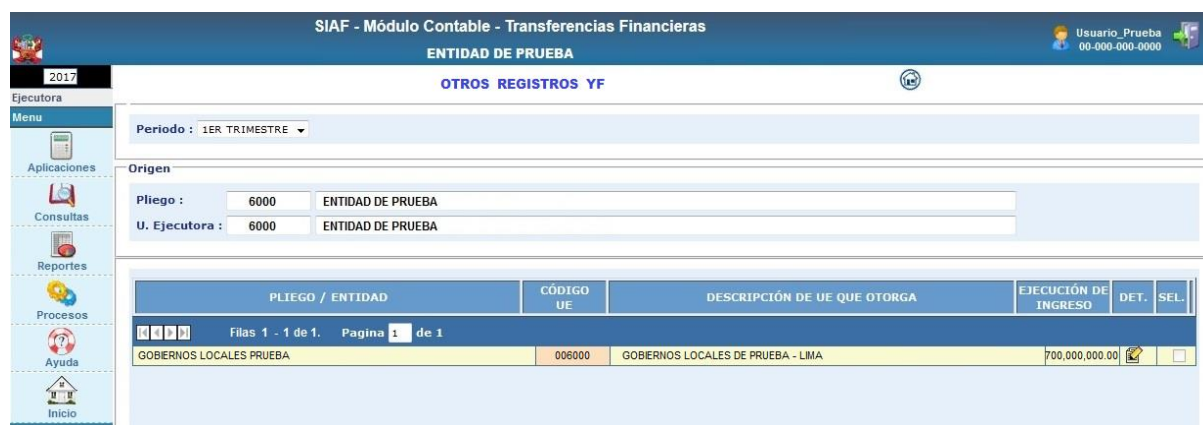 SIAF - Módulo Contable - Transferencias Financieras
ENTIDAD DE PRUEBA
Usuario_Prueba
00-000-000-0000
2017
Ejecutora
Menu
Aplicaciones
Consultas
Reportes
Procesos
Ayuda
Inicio
OTROS REGISTROS YF
Periodo : 1ER TRIMESTRE
Origen
Pliego : 6000 ENTIDAD DE PRUEBA
U. Ejecutora : 6000 ENTIDAD DE PRUEBA
PLIEGO / ENTIDAD CÓDIGO UE DESCRIPCIÓN DE UE QUE OTORGA EJECUCIÓN DE INGRESO DET. SEL.
Filas 1 - 1 de 1. Pagina 1 de 1
GOBIERNOS LOCALES PRUEBA 006000 GOBIERNOS LOCALES DE PRUEBA - LIMA 700,000,000.00